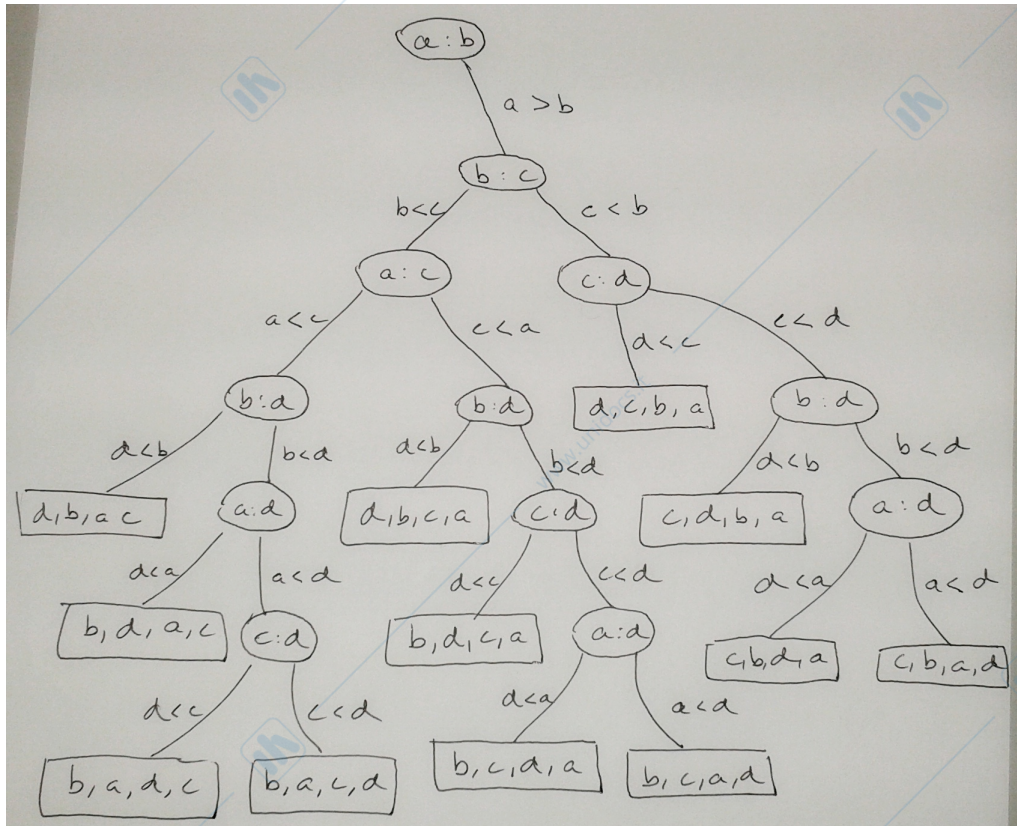 a : b
a > b
b : c
b < c
c < b
a : c
c : d
a < c
c < a
d < c
c < d
b : d
b : d
d, c, b, a
b : d
d < b
b < d
d < b
b < d
d < b
b < d
d, b, a c
a : d
d, b, c, a
c : d
c, d, b, a
a : d
d < a
a < d
d < c
c < d
d < a
a < d
b, d, a, c
c : d
b, d, c, a
a : d
c, b, d, a
c, b, a, d
d < c
c < d
d < a
a < d
b, a, d, c
b, a, c, d
b, c, d, a
b, c, a, d